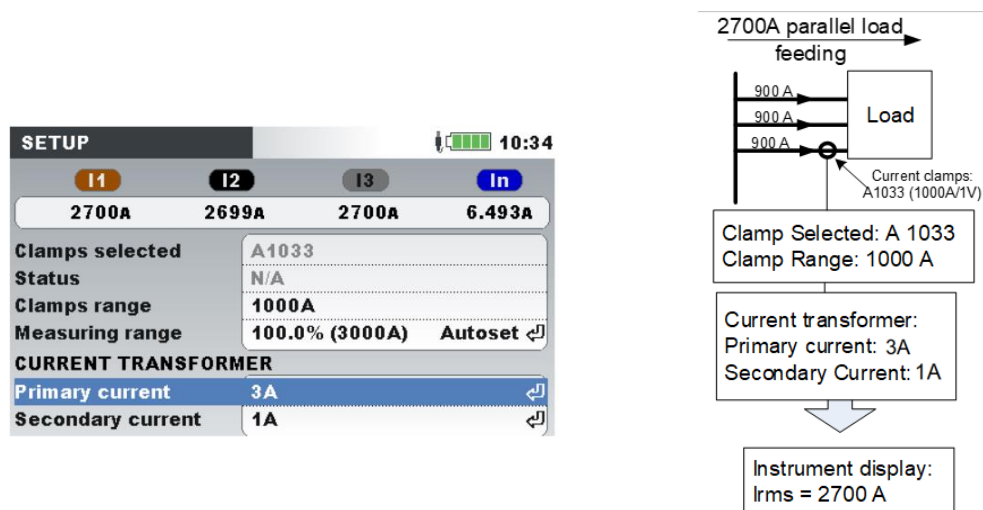 SETUP 10:34
I1 I2 I3 In
2700A 2699A 2700A 6.493A
Clamps selected A1033
Status N/A
Clamps range 1000A
Measuring range 100.0% (3000A) Autoset
CURRENT TRANSFORMER
Primary current 3A
Secondary current 1A
2700A parallel load
feeding
900 A
900 A
900 A
Load
Current clamps:
A1033 (1000A/1V)
Clamp Selected: A 1033
Clamp Range: 1000 A
Current transformer:
Primary current: 3A
Secondary Current: 1A
Instrument display:
Irms = 2700 A